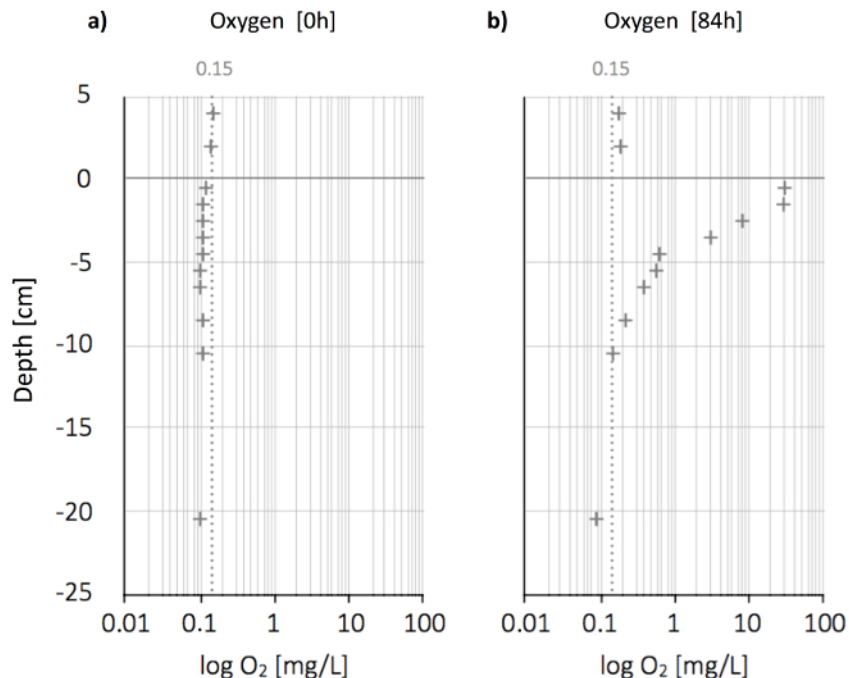 a) Oxygen [0h]
b) Oxygen [84h]
0.15
0.15
5
0
-5
-10
-15
-20
-25
Depth [cm]
0.01 0.1 1 10 100
0.01 0.1 1 10 100
log O₂ [mg/L]
log O₂ [mg/L]